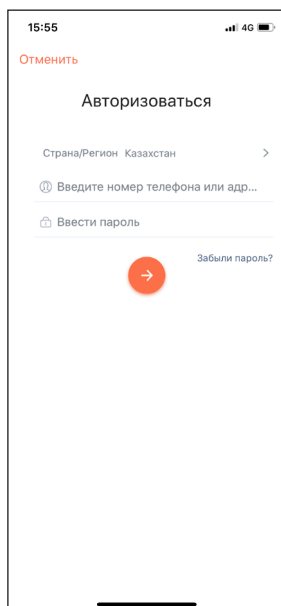 15:55 4G
Отменить
Авторизоваться
Страна/Регион Казахстан
Введите номер телефона или адр...
Ввести пароль
Забыли пароль?